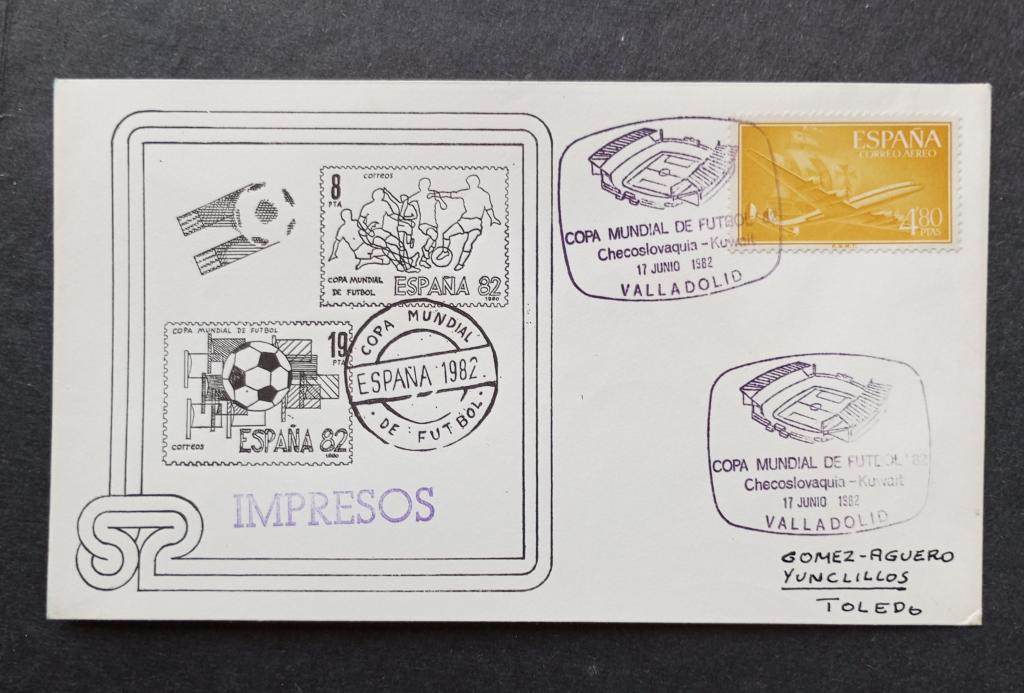 8
PTA
correos
COPA MUNDIAL
DE FUTBOL
ESPAÑA 82
1980
COPA MUNDIAL DE FUTBOL
19
PTA
correos
ESPAÑA 82
1980
COPA MUNDIAL
ESPAÑA 1982.
DE FUTBOL
IMPRESOS
COPA MUNDIAL DE FUTBOL
Checoslovaquia - Kuwait
17 JUNIO 1982
VALLADOLID
ESPAÑA
CORREO AEREO
4'80
PTAS
COPA MUNDIAL DE FUTBOL '82
Checoslovaquia - Kuwait
17 JUNIO 1982
VALLADOLID
GOMEZ-AGUERO
YUNCLILLOS
TOLEDO